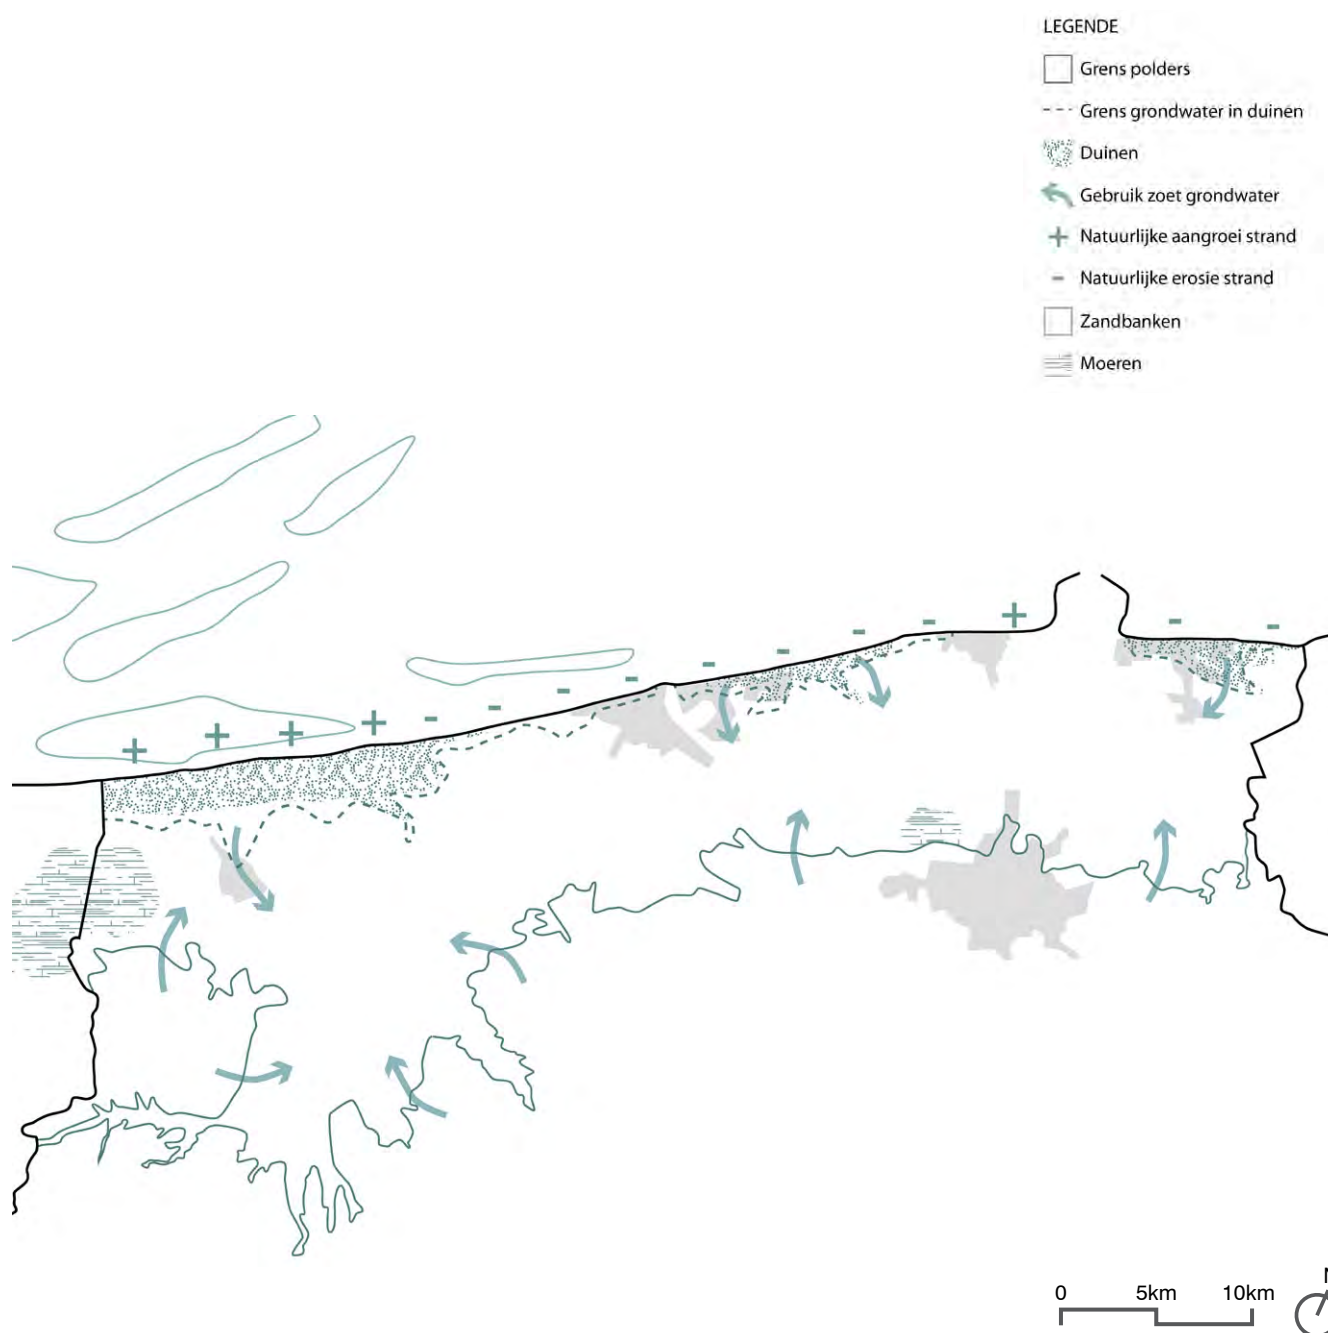 LEGENDE
Grens polders
Grens grondwater in duinen
Duinen
Gebruik zoet grondwater
Natuurlijke aangroei strand
Natuurlijke erosie strand
Zandbanken
Moeren
0 5km 10km